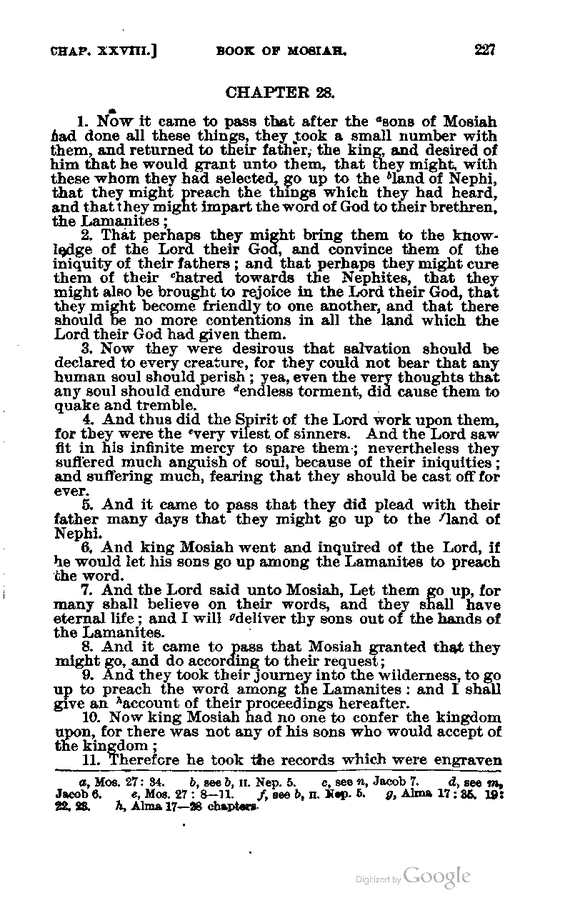 CHAP. XXVIII.] BOOK OF MOSIAH. 227
CHAPTER 28.
1. Now it came to pass that after the ᵃsons of Mosiah
had done all these things, they took a small number with
them, and returned to their father, the king, and desired of
him that he would grant unto them, that they might, with
these whom they had selected, go up to the ᵇland of Nephi,
that they might preach the things which they had heard,
and that they might impart the word of God to their brethren,
the Lamanites;
2. That perhaps they might bring them to the know-
ledge of the Lord their God, and convince them of the
iniquity of their fathers; and that perhaps they might cure
them of their ᶜhatred towards the Nephites, that they
might also be brought to rejoice in the Lord their God, that
they might become friendly to one another, and that there
should be no more contentions in all the land which the
Lord their God had given them.
3. Now they were desirous that salvation should be
declared to every creature, for they could not bear that any
human soul should perish; yea, even the very thoughts that
any soul should endure ᵈendless torment, did cause them to
quake and tremble.
4. And thus did the Spirit of the Lord work upon them,
for they were the ᵉvery vilest of sinners. And the Lord saw
fit in his infinite mercy to spare them; nevertheless they
suffered much anguish of soul, because of their iniquities;
and suffering much, fearing that they should be cast off for
ever.
5. And it came to pass that they did plead with their
father many days that they might go up to the ᶠland of
Nephi.
6. And king Mosiah went and inquired of the Lord, if
he would let his sons go up among the Lamanites to preach
the word.
7. And the Lord said unto Mosiah, Let them go up, for
many shall believe on their words, and they shall have
eternal life; and I will ᵍdeliver thy sons out of the hands of
the Lamanites.
8. And it came to pass that Mosiah granted that they
might go, and do according to their request;
9. And they took their journey into the wilderness, to go
up to preach the word among the Lamanites: and I shall
give an ʰaccount of their proceedings hereafter.
10. Now king Mosiah had no one to confer the kingdom
upon, for there was not any of his sons who would accept of
the kingdom;
11. Therefore he took the records which were engraven
a, Mos. 27: 34. b, see b, II. Nep. 5. c, see n, Jacob 7. d, see m,
Jacob 6. e, Mos. 27: 8—11. f, see b, II. Nep. 5. g, Alma 17: 35. 19:
22, 23. h, Alma 17—28 chapters.
Digitized by Google